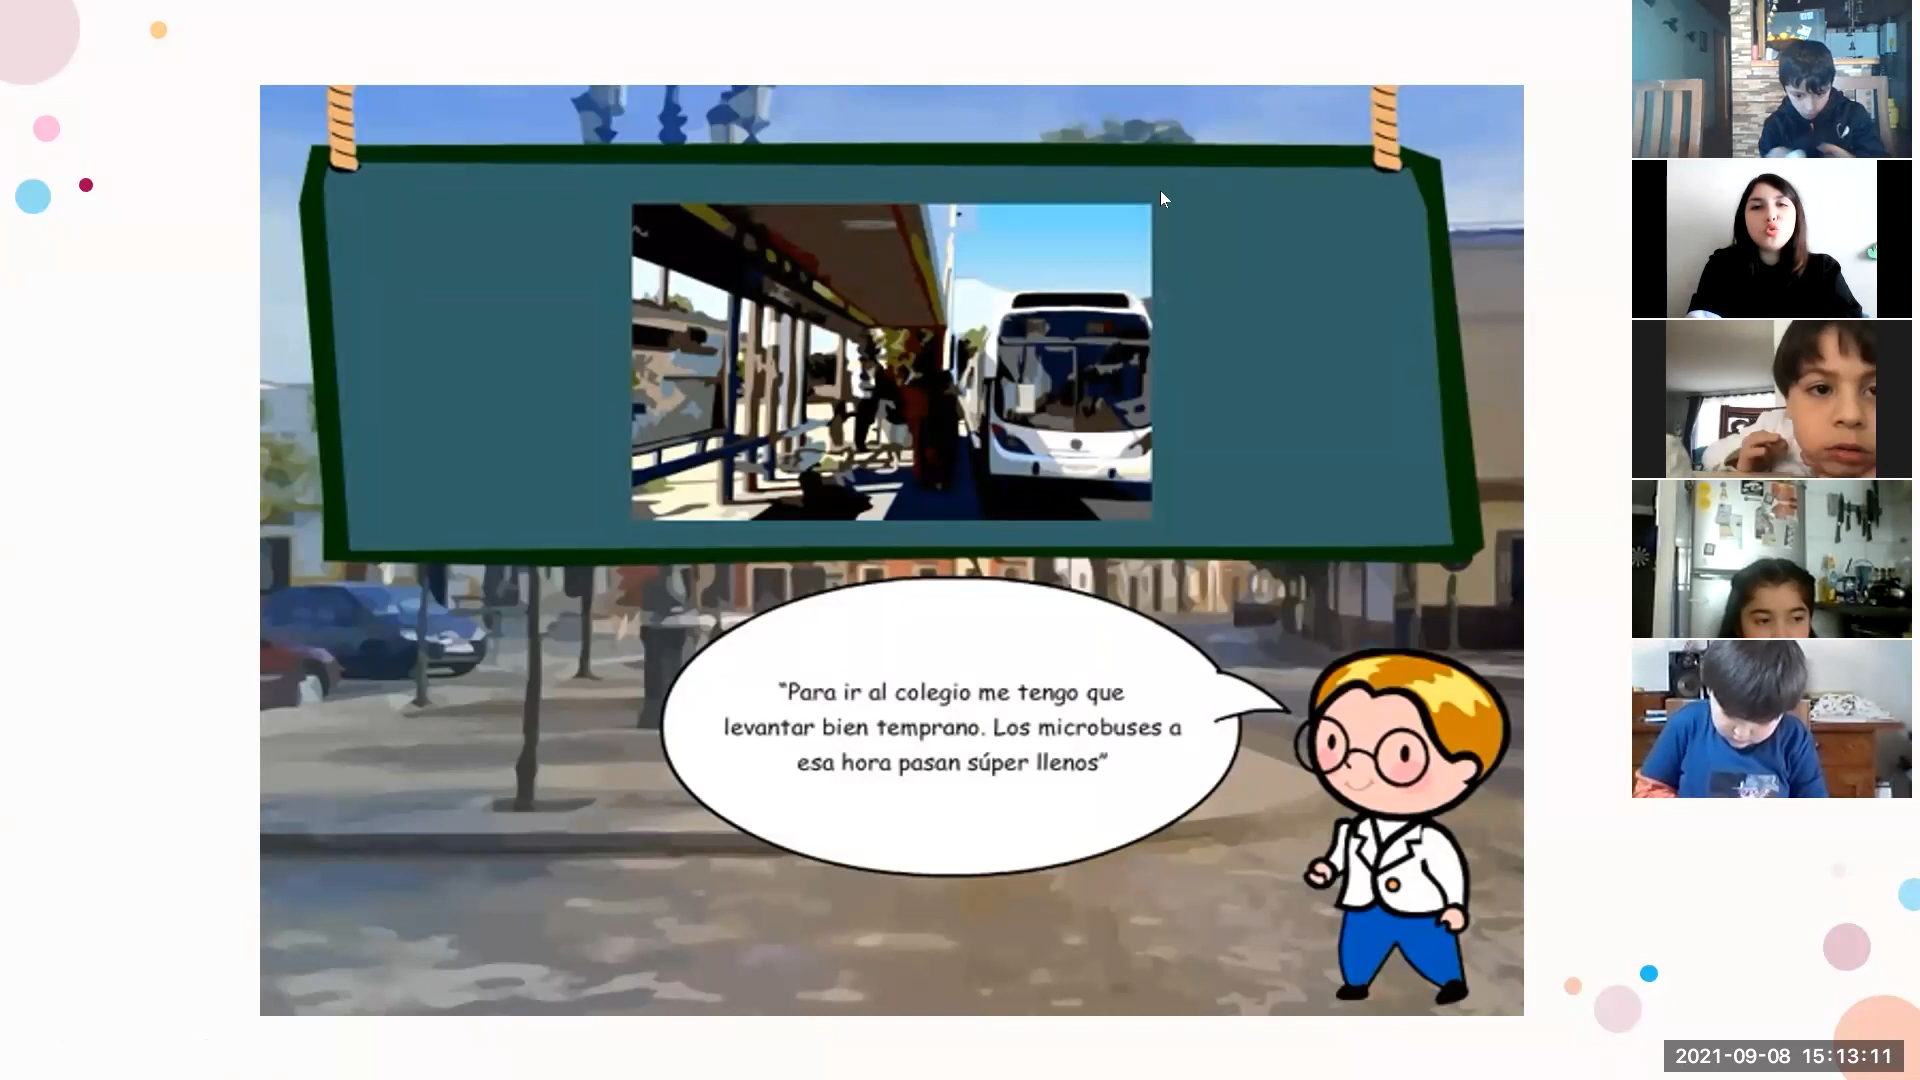 “Para ir al colegio me tengo que
levantar bien temprano. Los microbuses a
esa hora pasan súper llenos”
2021-09-08 15:13:11